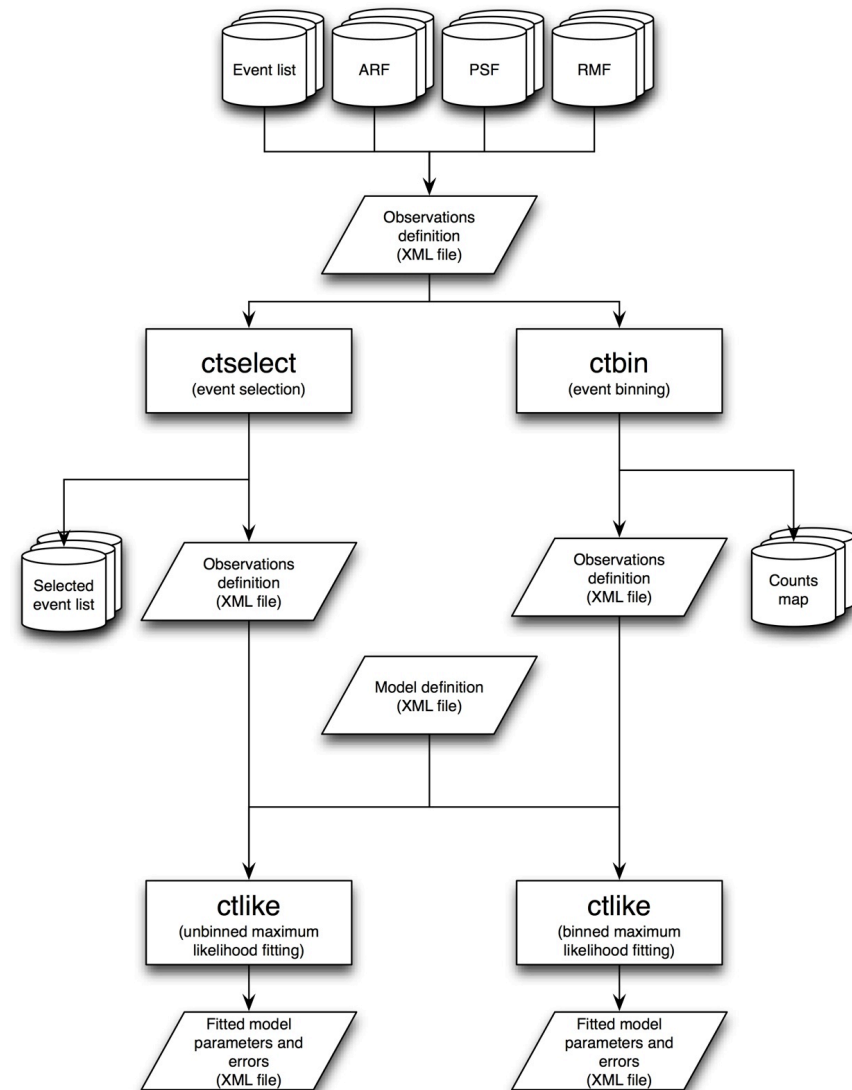 Event list
ARF
PSF
RMF
Observations
definition
(XML file)
ctselect
(event selection)
ctbin
(event binning)
Selected
event list
Observations
definition
(XML file)
Observations
definition
(XML file)
Counts
map
Model definition
(XML file)
ctlike
(unbinned maximum
likelihood fitting)
ctlike
(binned maximum
likelihood fitting)
Fitted model
parameters and
errors
(XML file)
Fitted model
parameters and
errors
(XML file)